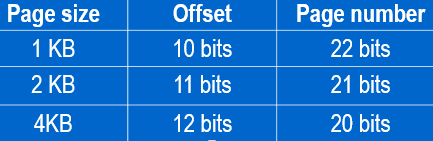 Page size Offset Page number
1 KB 10 bits 22 bits
2 KB 11 bits 21 bits
4KB 12 bits 20 bits